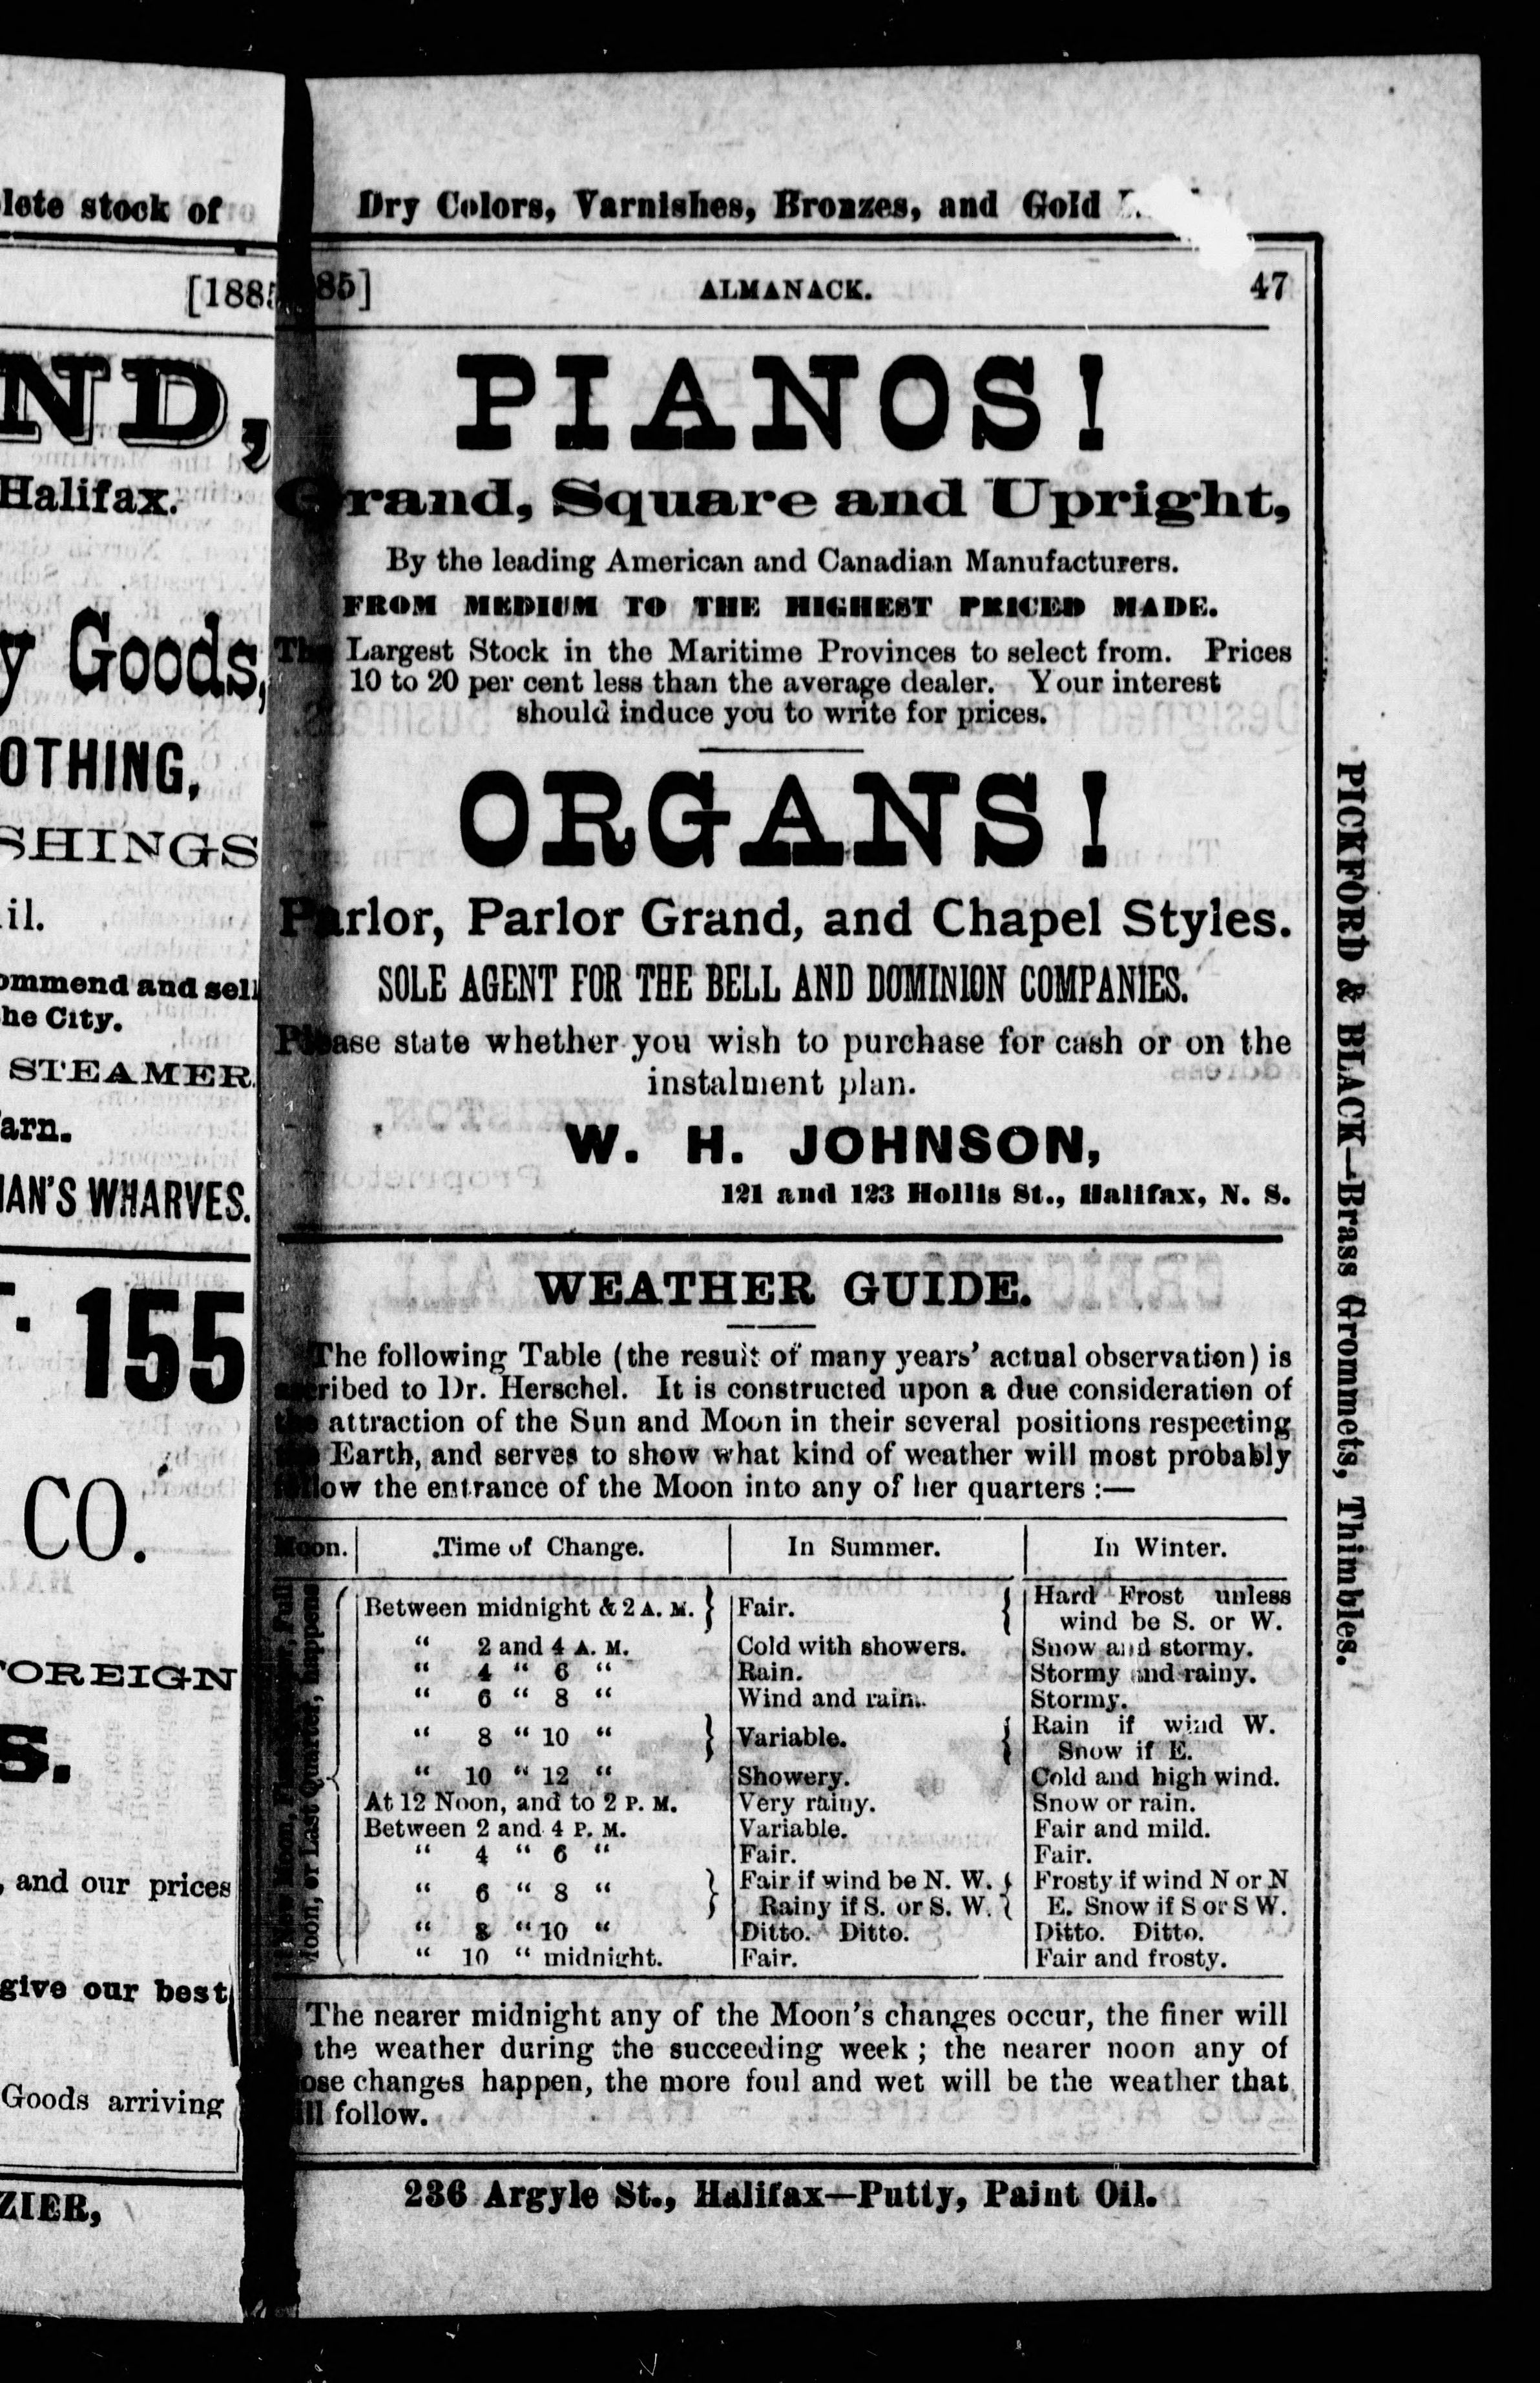 lete stock of
[1885
ND,
Halifax.
y Goods,
OTHING,
SHINGS
il.
ommend and sell
he City.
STEAMER.
arn.
IAN'S WHARVES.
155
CO.
FOREIGN
S.
, and our prices
give our best
Goods arriving
ZIER,
Dry Colors, Varnishes, Bronzes, and Gold
85] ALMANACK. 47
PIANOS!
Grand, Square and Upright,
By the leading American and Canadian Manufacturers.
FROM MEDIUM TO THE HIGHEST PRICED MADE.
The Largest Stock in the Maritime Provinces to select from. Prices
10 to 20 per cent less than the average dealer. Your interest
should induce you to write for prices.
ORGANS!
Parlor, Parlor Grand, and Chapel Styles.
SOLE AGENT FOR THE BELL AND DOMINION COMPANIES.
Please state whether you wish to purchase for cash or on the
instalment plan.
W. H. JOHNSON,
121 and 123 Hollis St., Halifax, N. S.
WEATHER GUIDE.
The following Table (the result of many years' actual observation) is
ascribed to Dr. Herschel. It is constructed upon a due consideration of
the attraction of the Sun and Moon in their several positions respecting
the Earth, and serves to show what kind of weather will most probably
follow the entrance of the Moon into any of her quarters :—
Moon. Time of Change. In Summer. In Winter.
Moon, or Last Quarter, happens
Between midnight & 2 A. M. Fair. Hard Frost unless
wind be S. or W.
“ 2 and 4 A. M. Cold with showers. Snow and stormy.
“ 4 “ 6 “ Rain. Stormy and rainy.
“ 6 “ 8 “ Wind and rain. Stormy.
“ 8 “ 10 “ Variable. Rain if wind W.
Snow if E.
“ 10 “ 12 “ Showery. Cold and high wind.
At 12 Noon, and to 2 P. M. Very rainy. Snow or rain.
Between 2 and 4 P. M. Variable. Fair and mild.
“ 4 “ 6 “ Fair. Fair.
“ 6 “ 8 “ Fair if wind be N. W. Frosty if wind N or N
Rainy if S. or S. W. E. Snow if S or S W.
“ 8 “ 10 “ Ditto. Ditto. Ditto. Ditto.
“ 10 “ midnight. Fair. Fair and frosty.
The nearer midnight any of the Moon's changes occur, the finer will
the weather during the succeeding week ; the nearer noon any of
those changes happen, the more foul and wet will be the weather that
will follow.
236 Argyle St., Halifax—Putty, Paint Oil.
PICKFORD & BLACK—Brass Grommets, Thimbles.